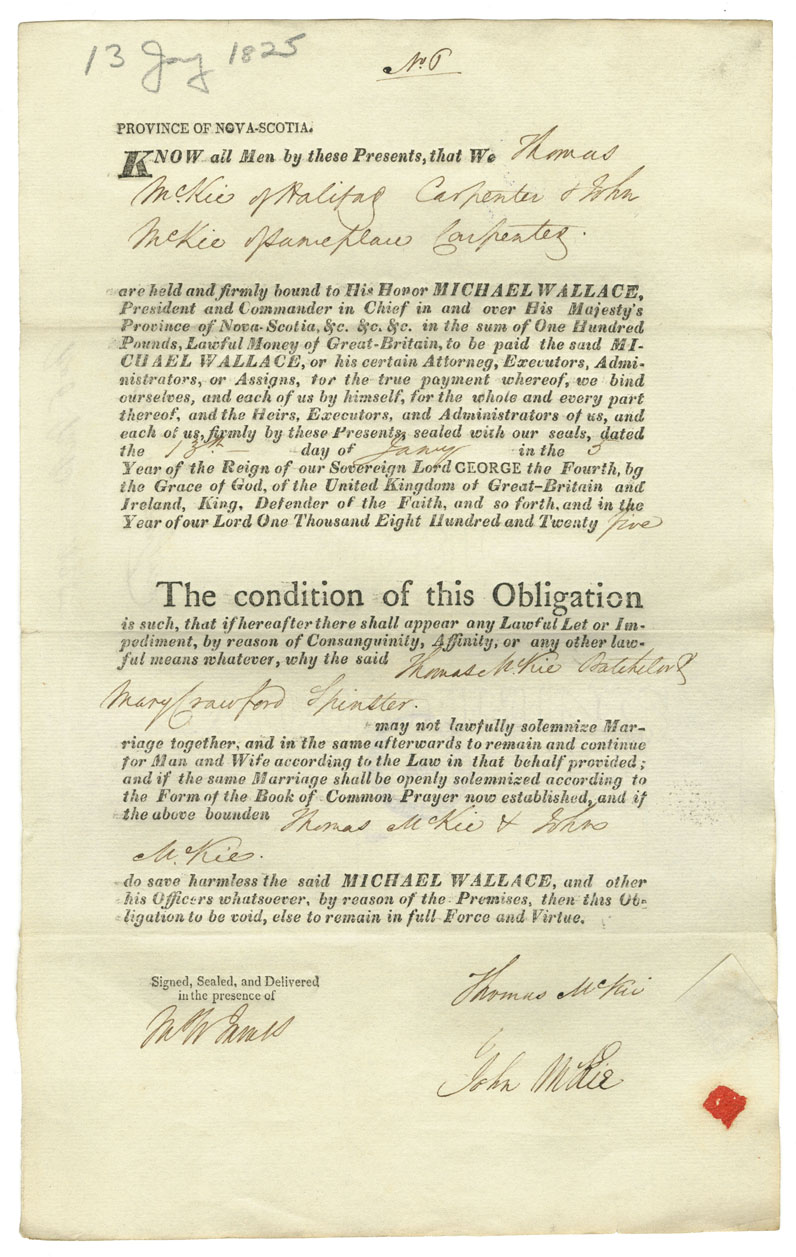 13 Jany 1825
No 6
PROVINCE OF NOVA-SCOTIA.
KNOW all Men by these Presents, that We Thomas
McKie of Halifax Carpenter & John
McKie of same place Carpenter.
are held and firmly bound to His Honor MICHAEL WALLACE,
President and Commander in Chief in and over His Majesty's
Province of Nova-Scotia, &c. &c. &c. in the sum of One Hundred
Pounds, Lawful Money of Great-Britain, to be paid the said MI-
CHAEL WALLACE, or his certain Attorneg, Executors, Admi-
nistrators, or Assigns, for the true payment whereof, we bind
ourselves, and each of us by himself, for the whole and every part
thereof, and the Heirs, Executors, and Administrators of us, and
each of us, firmly by these Presents, sealed with our seals, dated
the 13th day of Jany in the 5
Year of the Reign of our Sovereign Lord GEORGE the Fourth, bg
the Grace of God, of the United Kingdom of Great-Britain and
Ireland, King, Defender of the Faith, and so forth, and in the
Year of our Lord One Thousand Eight Hundred and Twenty five
The condition of this Obligation
is such, that if hereafter there shall appear any Lawful Let or Im-
pediment, by reason of Consanguinity, Affinity, or any other law-
ful means whatever, why the said Thomas McKie Batchelor &
Mary Crawford Spinster.
may not lawfully solemnize Mar-
riage together, and in the same afterwards to remain and continue
for Man and Wife according to the Law in that behalf provided;
and if the same Marriage shall be openly solemnized according to
the Form of the Book of Common Prayer now established, and if
the above bounden Thomas McKie & John
McKie.
do save harmless the said MICHAEL WALLACE, and other
his Officers whatsoever, by reason of the Premises, then this Ob-
ligation to be void, else to remain in full Force and Virtue.
Signed, Sealed, and Delivered
in the presence of
Thomas McKie
John McKie